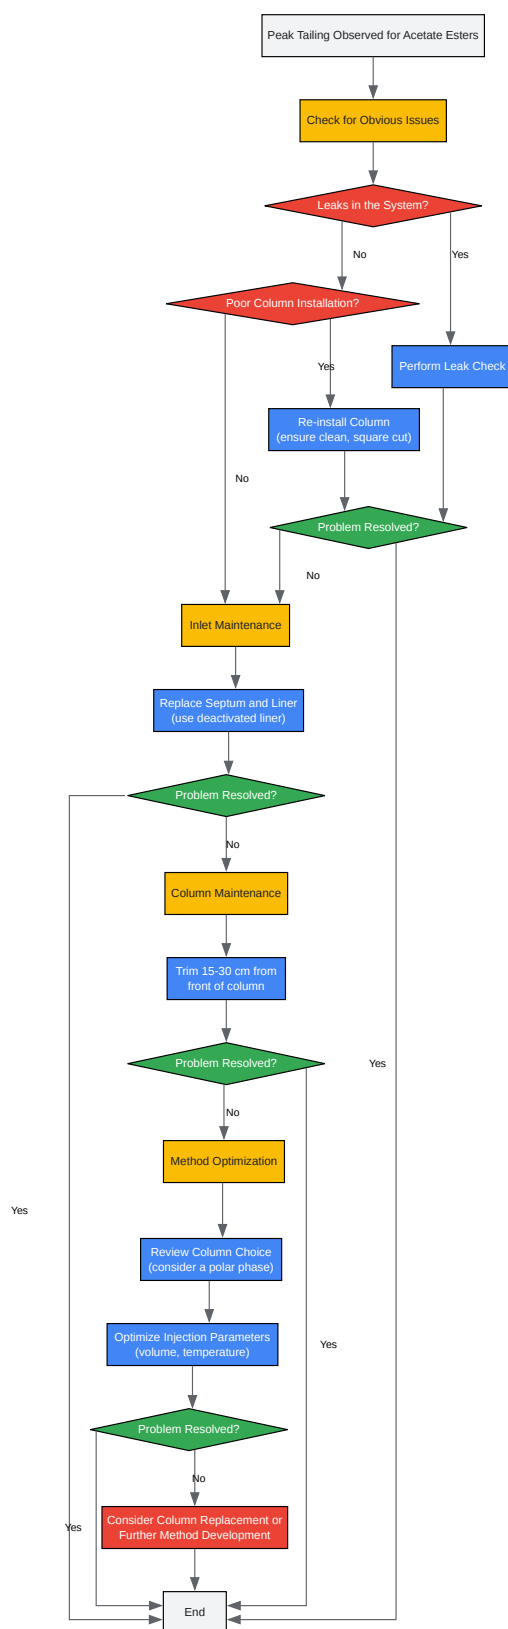 Peak Tailing Observed for Acetate Esters
Check for Obvious Issues
Leaks in the System?
No
Yes
Poor Column Installation?
Yes
Perform Leak Check
Re-install Column
(ensure clean, square cut)
No
Problem Resolved?
No
Inlet Maintenance
Replace Septum and Liner
(use deactivated liner)
Problem Resolved?
No
Column Maintenance
Trim 15-30 cm from
front of column
Problem Resolved?
Yes
No
Method Optimization
Yes
Review Column Choice
(consider a polar phase)
Optimize Injection Parameters
(volume, temperature)
Yes
Problem Resolved?
No
Consider Column Replacement or
Further Method Development
Yes
End